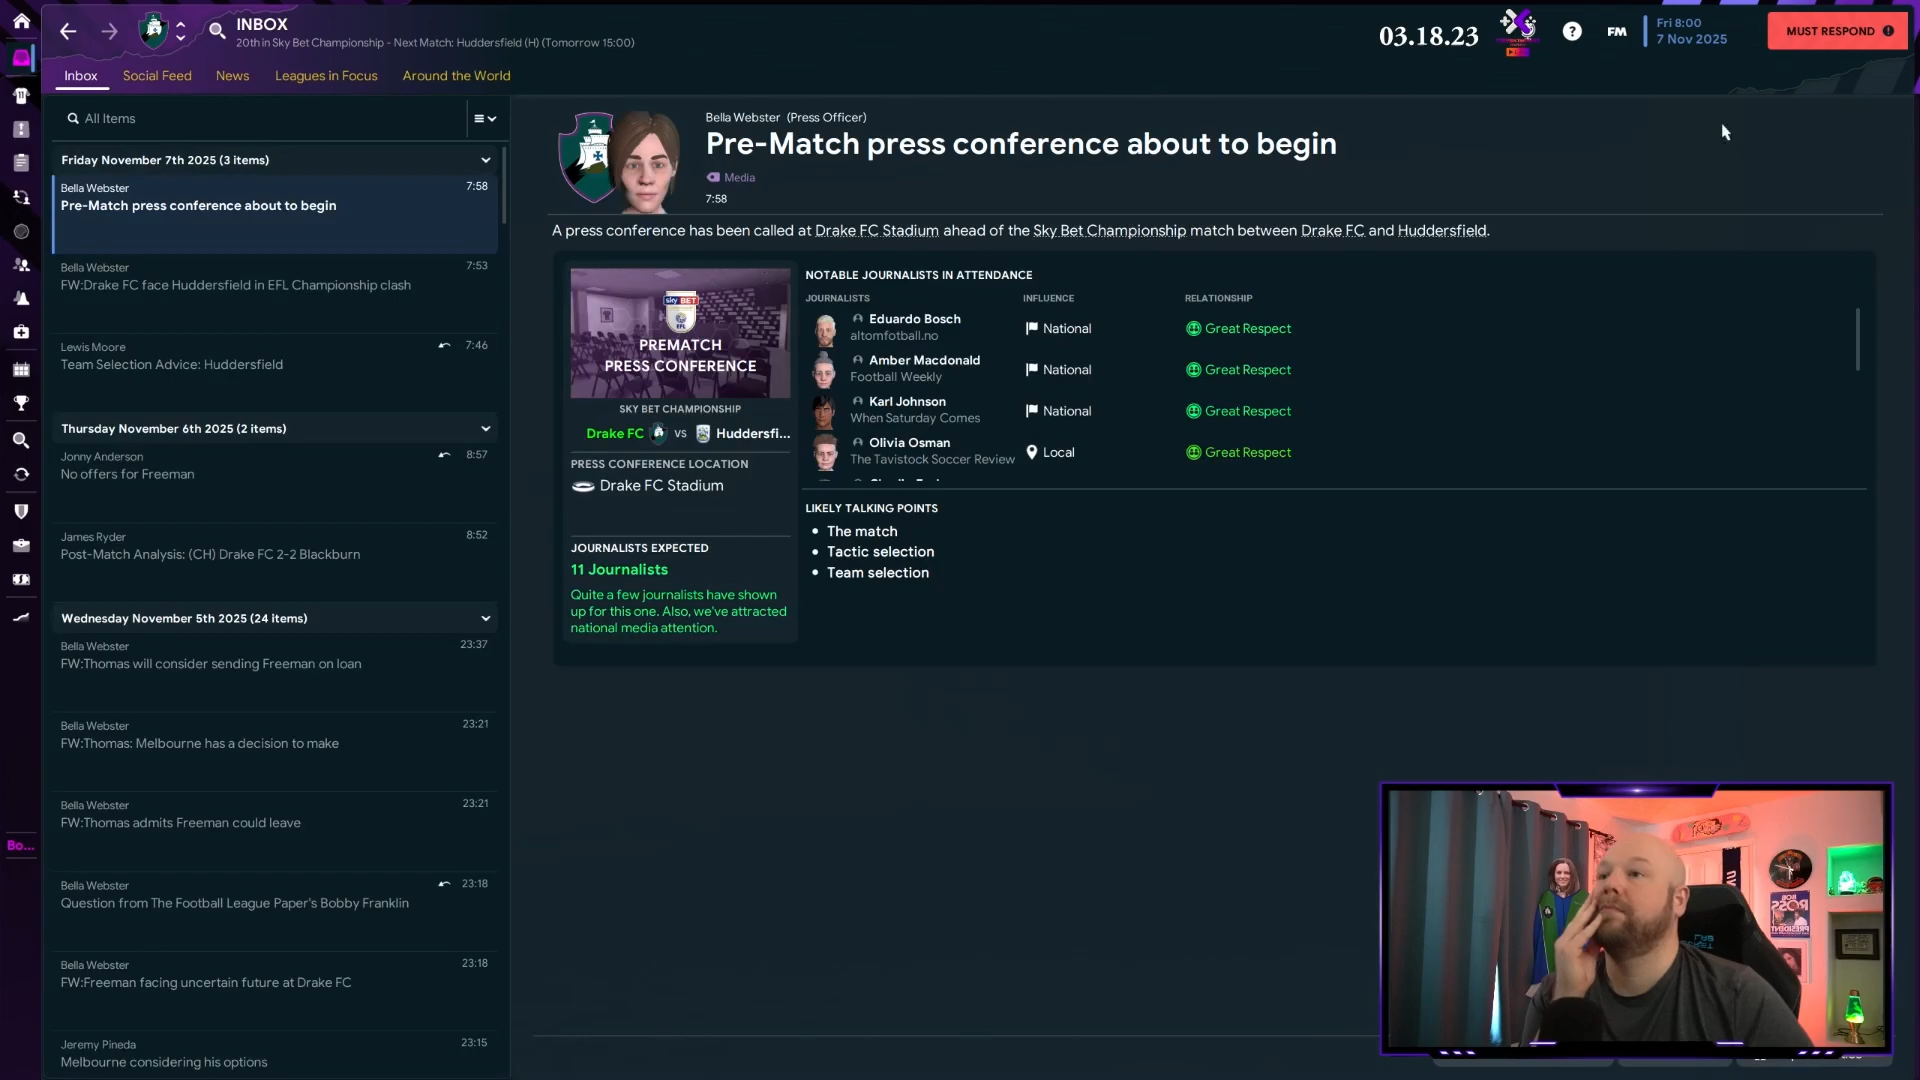 INBOX
20th in Sky Bet Championship - Next Match: Huddersfield (H) (Tomorrow 15:00)
03.18.23
FM
Fri 8:00
7 Nov 2025
MUST RESPOND
Inbox
Social Feed
News
Leagues in Focus
Around the World
All Items
Friday November 7th 2025 (3 items)
Bella Webster
7:58
Pre-Match press conference about to begin
Bella Webster
7:53
FW:Drake FC face Huddersfield in EFL Championship clash
Lewis Moore
7:46
Team Selection Advice: Huddersfield
Thursday November 6th 2025 (2 items)
Jonny Anderson
8:57
No offers for Freeman
James Ryder
8:52
Post-Match Analysis: (CH) Drake FC 2-2 Blackburn
Wednesday November 5th 2025 (24 items)
Bella Webster
23:37
FW:Thomas will consider sending Freeman on loan
Bella Webster
23:21
FW:Thomas: Melbourne has a decision to make
Bella Webster
23:21
FW:Thomas admits Freeman could leave
Bella Webster
23:18
Question from The Football League Paper's Bobby Franklin
Bella Webster
23:18
FW:Freeman facing uncertain future at Drake FC
Jeremy Pineda
23:15
Melbourne considering his options
Bo...
Bella Webster (Press Officer)
Pre-Match press conference about to begin
Media
7:58
A press conference has been called at Drake FC Stadium ahead of the Sky Bet Championship match between Drake FC and Huddersfield.
sky BET
EFL
PREMATCH
PRESS CONFERENCE
SKY BET CHAMPIONSHIP
Drake FC VS Huddersfi...
PRESS CONFERENCE LOCATION
Drake FC Stadium
JOURNALISTS EXPECTED
11 Journalists
Quite a few journalists have shown
up for this one. Also, we've attracted
national media attention.
NOTABLE JOURNALISTS IN ATTENDANCE
JOURNALISTS
INFLUENCE
RELATIONSHIP
Eduardo Bosch
altomfotball.no
National
Great Respect
Amber Macdonald
Football Weekly
National
Great Respect
Karl Johnson
When Saturday Comes
National
Great Respect
Olivia Osman
The Tavistock Soccer Review
Local
Great Respect
LIKELY TALKING POINTS
The match
Tactic selection
Team selection
BOB
ROSS